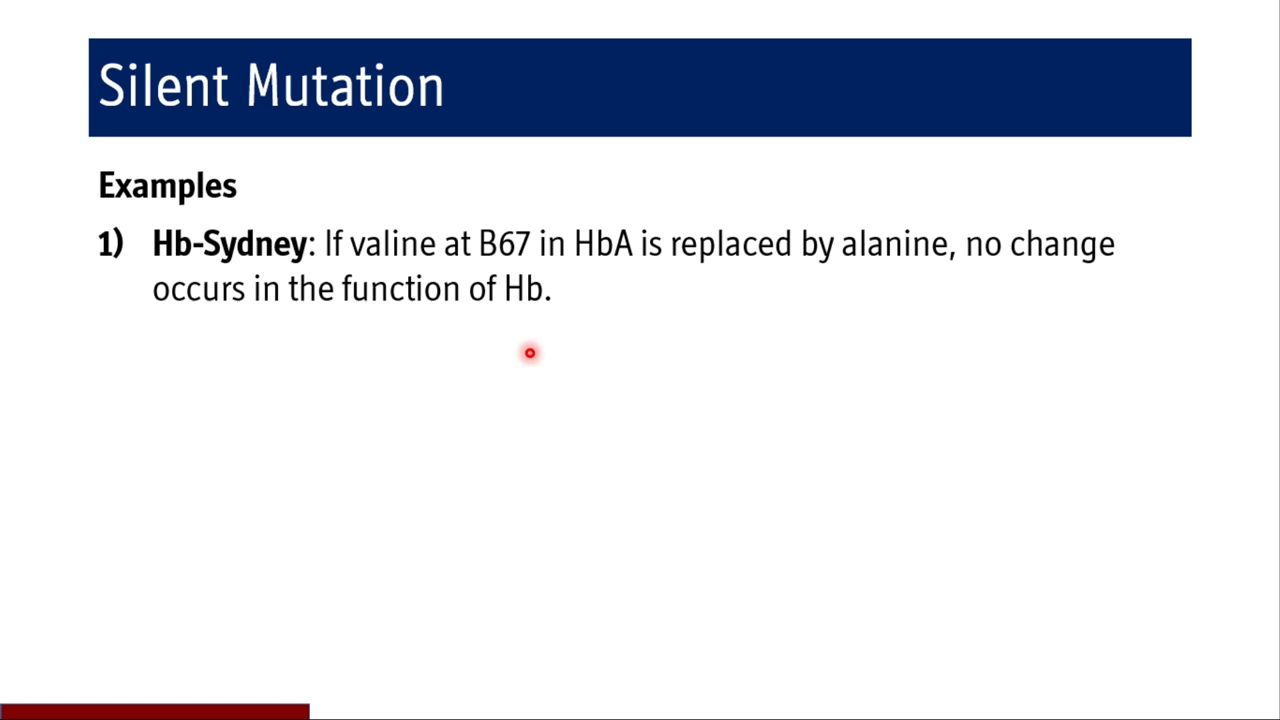 Silent Mutation
Examples
1) Hb-Sydney: If valine at B67 in HbA is replaced by alanine, no change
occurs in the function of Hb.